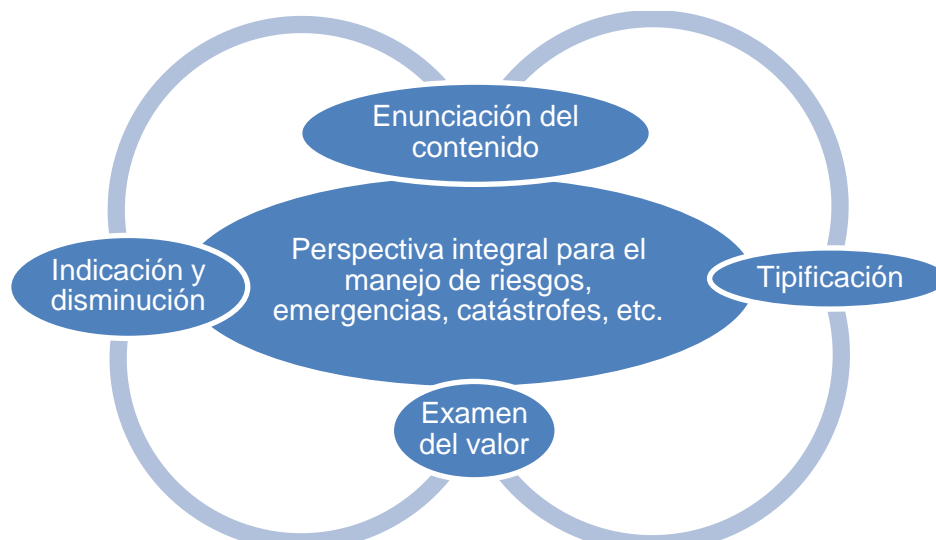 Enunciación del
contenido
Perspectiva integral para el
manejo de riesgos,
emergencias, catástrofes, etc.
Indicación y
disminución
Tipificación
Examen
del valor